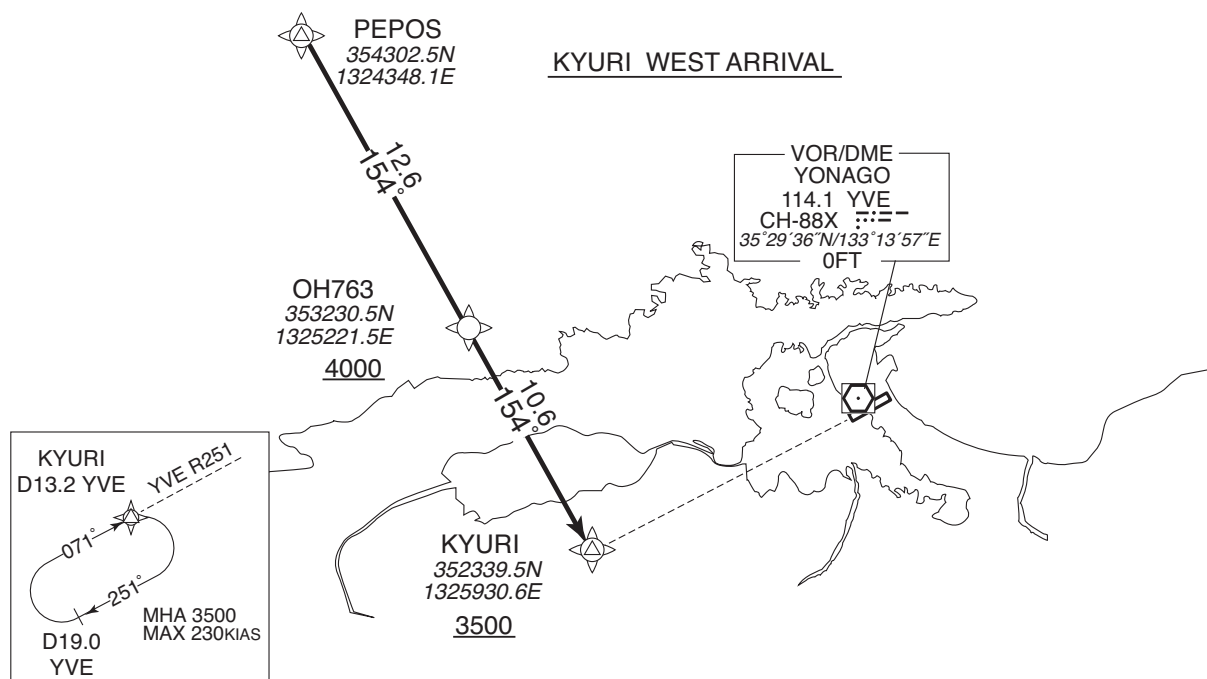 PEPOS
354302.5N
1324348.1E
KYURI WEST ARRIVAL
12.6
154°
VOR/DME
YONAGO
114.1 YVE
CH-88X
35°29´36˝N/133°13´57˝E
0FT
OH763
353230.5N
1325221.5E
4000
10.6
154°
KYURI
352339.5N
1325930.6E
3500
KYURI
D13.2 YVE
YVE R251
071°
251°
D19.0
YVE
MHA 3500
MAX 230KIAS